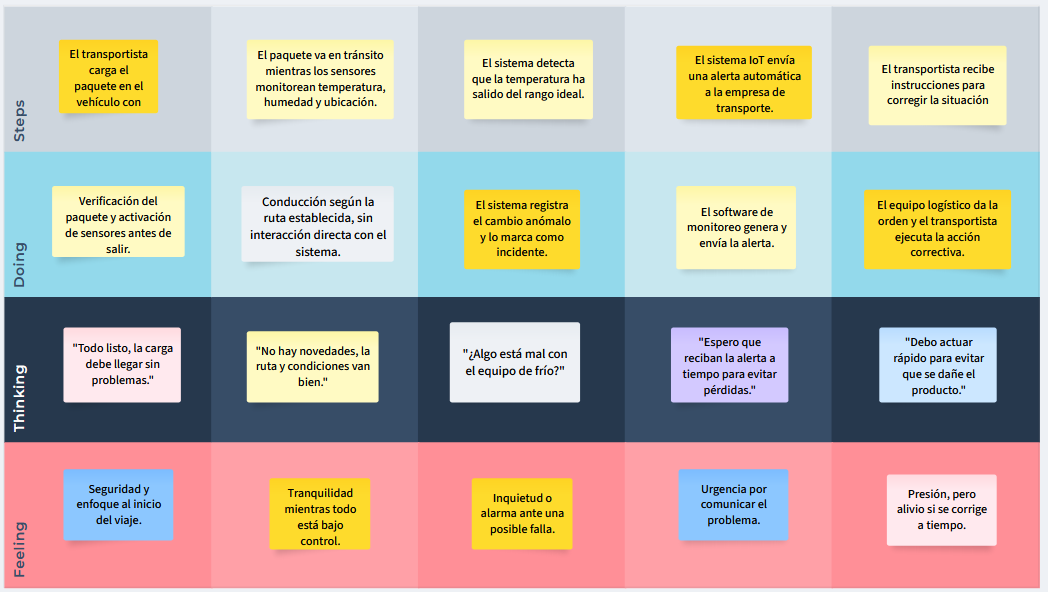 Steps
El transportista
carga el
paquete en el
vehículo con
El paquete va en tránsito
mientras los sensores
monitorean temperatura,
humedad y ubicación.
El sistema detecta
que la temperatura ha
salido del rango ideal.
El sistema IoT envía
una alerta automática
a la empresa de
transporte.
El transportista recibe
instrucciones para
corregir la situación
Doing
Verificación del
paquete y activación
de sensores antes de
salir.
Conducción según la
ruta establecida, sin
interacción directa con el
sistema.
El sistema registra
el cambio anómalo
y lo marca como
incidente.
El software de
monitoreo genera y
envía la alerta.
El equipo logístico da la
orden y el transportista
ejecuta la acción
correctiva.
Thinking
"Todo listo, la carga
debe llegar sin
problemas."
"No hay novedades, la
ruta y condiciones van
bien."
"¿Algo está mal con
el equipo de frío?"
"Espero que
reciban la alerta a
tiempo para evitar
pérdidas."
"Debo actuar
rápido para evitar
que se dañe el
producto."
Feeling
Seguridad y
enfoque al inicio
del viaje.
Tranquilidad
mientras todo
está bajo
control.
Inquietud o
alarma ante una
posible falla.
Urgencia por
comunicar el
problema.
Presión, pero
alivio si se corrige
a tiempo.